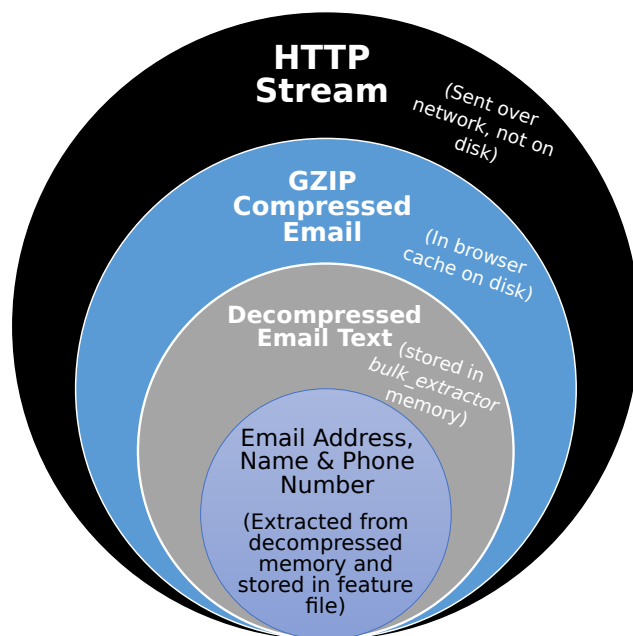 HTTP
Stream
(Sent over
network, not on
disk)
GZIP
Compressed
Email
(In browser
cache on disk)
Decompressed
Email Text
(stored in
bulk_extractor
memory)
Email Address,
Name & Phone
Number
(Extracted from
decompressed
memory and
stored in feature
file)